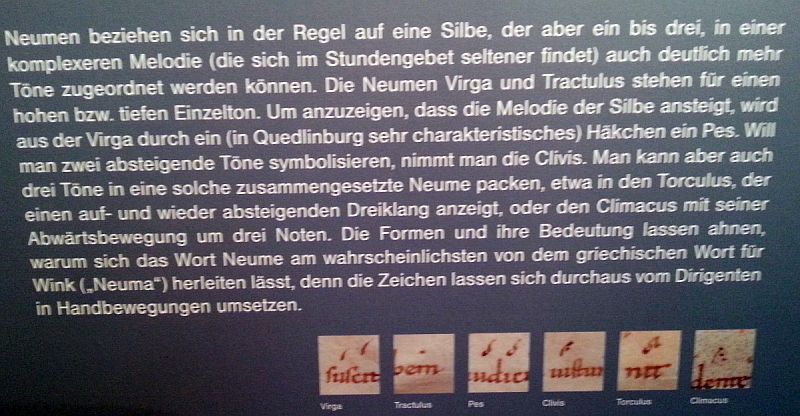 Neumen beziehen sich in der Regel auf eine Silbe, der aber ein bis drei, in einer
komplexeren Melodie (die sich im Stundengebet seltener findet) auch deutlich mehr
Töne zugeordnet werden können. Die Neumen Virga und Tractulus stehen für einen
hohen bzw. tiefen Einzelton. Um anzuzeigen, dass die Melodie der Silbe ansteigt, wird
aus der Virga durch ein (in Quedlinburg sehr charakteristisches) Häkchen ein Pes. Will
man zwei absteigende Töne symbolisieren, nimmt man die Clivis. Man kann aber auch
drei Töne in eine solche zusammengesetzte Neume packen, etwa in den Torculus, der
einen auf- und wieder absteigenden Dreiklang anzeigt, oder den Climacus mit seiner
Abwärtsbewegung um drei Noten. Die Formen und ihre Bedeutung lassen ahnen,
warum sich das Wort Neume am wahrscheinlichsten von dem griechischen Wort für
Wink („Neuma“) herleiten lässt, denn die Zeichen lassen sich durchaus vom Dirigenten
in Handbewegungen umsetzen.
Virga Tractulus Pes Clivis Torculus Climacus